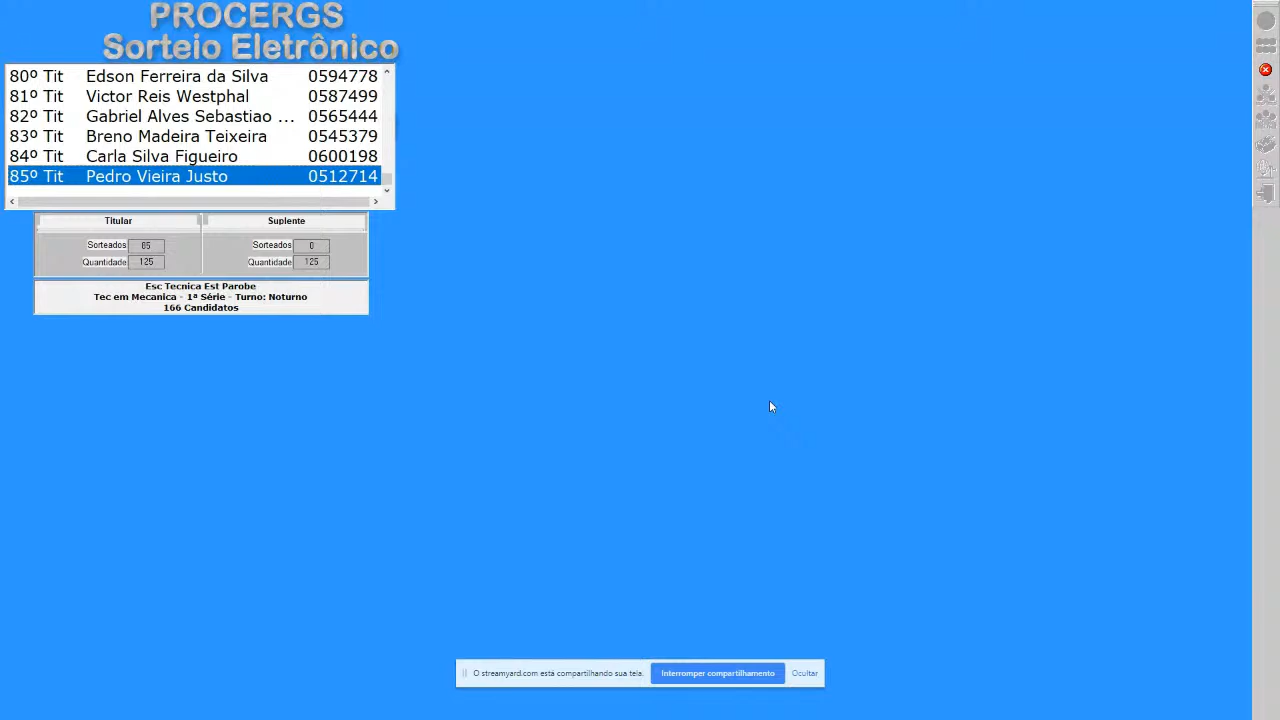 PROCERGS
Sorteio Eletrônico
80º Tit Edson Ferreira da Silva 0594778
81º Tit Victor Reis Westphal 0587499
82º Tit Gabriel Alves Sebastiao ... 0565444
83º Tit Breno Madeira Teixeira 0545379
84º Tit Carla Silva Figueiro 0600198
85º Tit Pedro Vieira Justo 0512714
Titular Suplente
Sorteados 85 Sorteados 0
Quantidade 125 Quantidade 125
Esc Tecnica Est Parobe
Tec em Mecanica - 1ª Série - Turno: Noturno
166 Candidatos
O streamyard.com está compartilhando sua tela. Interromper compartilhamento Ocultar